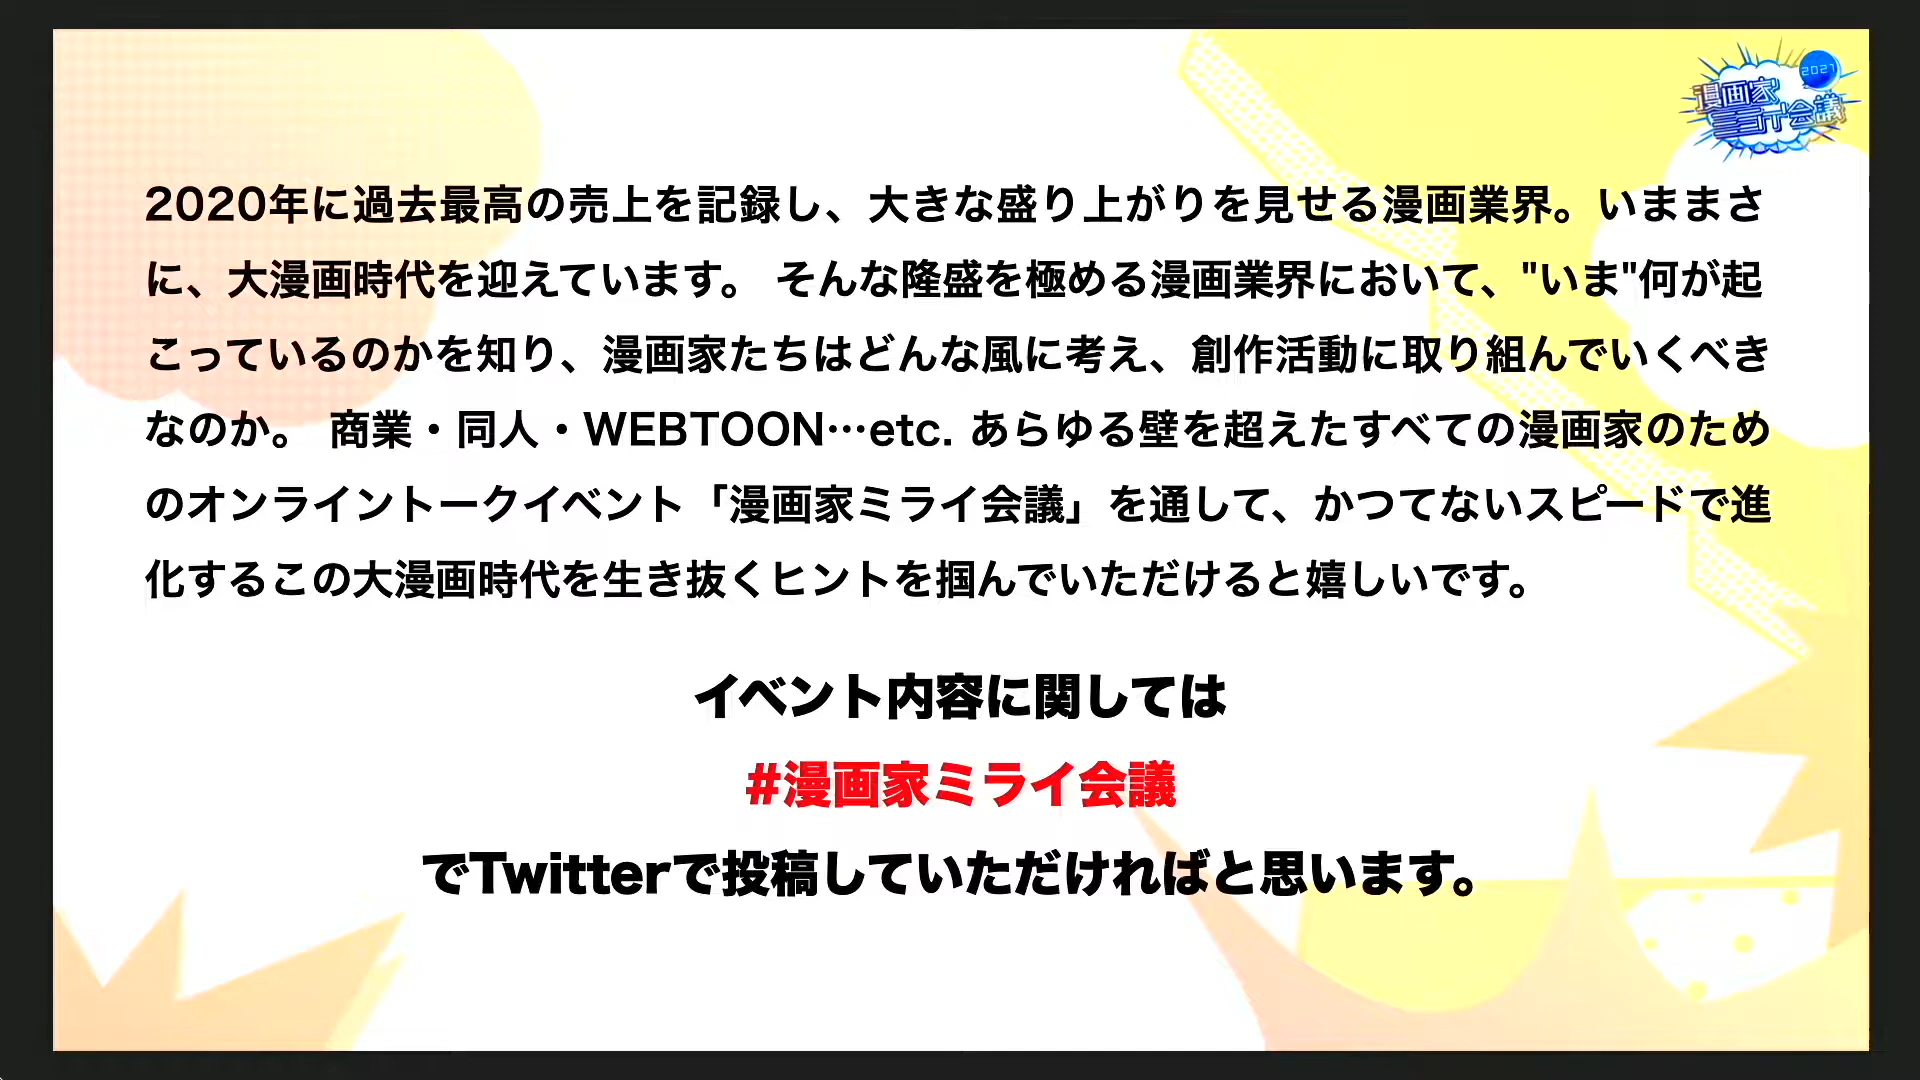 2021
漫画家
ミライ会議
2020年に過去最高の売上を記録し、大きな盛り上がりを見せる漫画業界。いままさ
に、大漫画時代を迎えています。 そんな隆盛を極める漫画業界において、"いま"何が起
こっているのかを知り、漫画家たちはどんな風に考え、創作活動に取り組んでいくべき
なのか。 商業・同人・WEBTOON…etc. あらゆる壁を超えたすべての漫画家のため
のオンライントークイベント「漫画家ミライ会議」を通して、かつてないスピードで進
化するこの大漫画時代を生き抜くヒントを掴んでいただけると嬉しいです。
イベント内容に関しては
#漫画家ミライ会議
でTwitterで投稿していただければと思います。